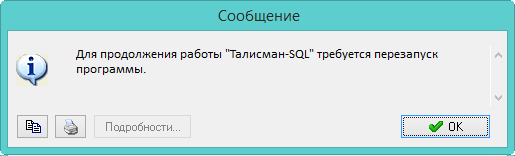 Сообщение
Для продолжения работы "Талисман-SQL" требуется перезапуск
программы.
Подробности...
OK